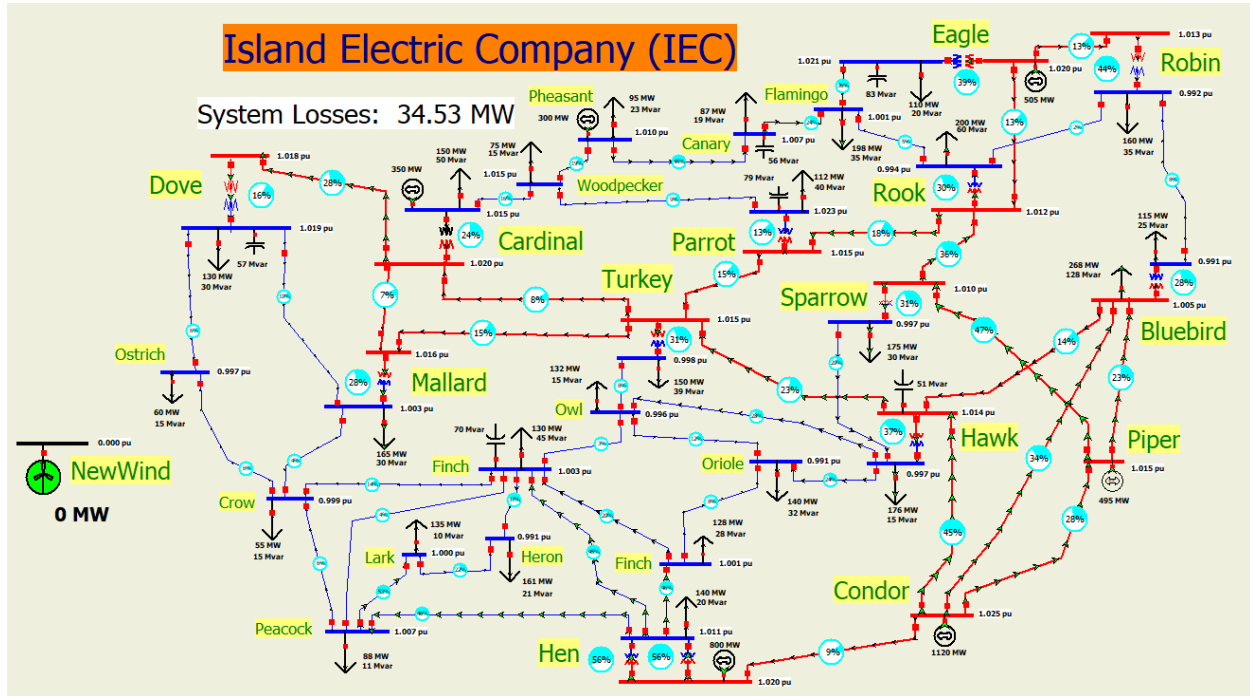 Island Electric Company (IEC)
System Losses: 34.53 MW
Eagle
1.021 pu
83 Mvar
110 MW
20 Mvar
39%
1.020 pu
505 MW
13%
1.013 pu
44%
Robin
0.992 pu
160 MW
35 Mvar
13%
Pheasant
300 MW
95 MW
23 Mvar
1.010 pu
87 MW
19 Mvar
Canary
1.007 pu
56 Mvar
Flamingo
1.001 pu
198 MW
35 Mvar
200 MW
60 Mvar
0.994 pu
Rook
30%
1.012 pu
75 MW
15 Mvar
1.015 pu
Woodpecker
79 Mvar
112 MW
40 Mvar
1.023 pu
13%
Parrot
1.015 pu
18%
36%
15%
1.018 pu
Dove
16%
28%
1.019 pu
130 MW
30 Mvar
57 Mvar
350 MW
150 MW
50 Mvar
1.015 pu
24%
Cardinal
1.020 pu
7%
8%
15%
Turkey
1.015 pu
31%
0.998 pu
150 MW
39 Mvar
Sparrow
1.010 pu
31%
0.997 pu
175 MW
30 Mvar
47%
115 MW
25 Mvar
0.991 pu
28%
268 MW
128 Mvar
1.005 pu
Bluebird
14%
23%
34%
Ostrich
0.997 pu
60 MW
15 Mvar
1.016 pu
28%
Mallard
1.003 pu
165 MW
30 Mvar
132 MW
15 Mvar
Owl
0.996 pu
23%
51 Mvar
1.014 pu
37%
Hawk
0.997 pu
176 MW
15 Mvar
Piper
1.015 pu
495 MW
28%
45%
0.000 pu
NewWind
0 MW
Crow
0.999 pu
55 MW
15 Mvar
70 Mvar
130 MW
45 Mvar
Finch
1.003 pu
Oriole
0.991 pu
140 MW
32 Mvar
135 MW
10 Mvar
Lark
1.000 pu
0.991 pu
Heron
161 MW
21 Mvar
128 MW
28 Mvar
Finch
1.001 pu
Peacock
1.007 pu
88 MW
11 Mvar
140 MW
20 Mvar
1.011 pu
Hen
56%
56%
800 MW
1.020 pu
9%
Condor
1.025 pu
1120 MW